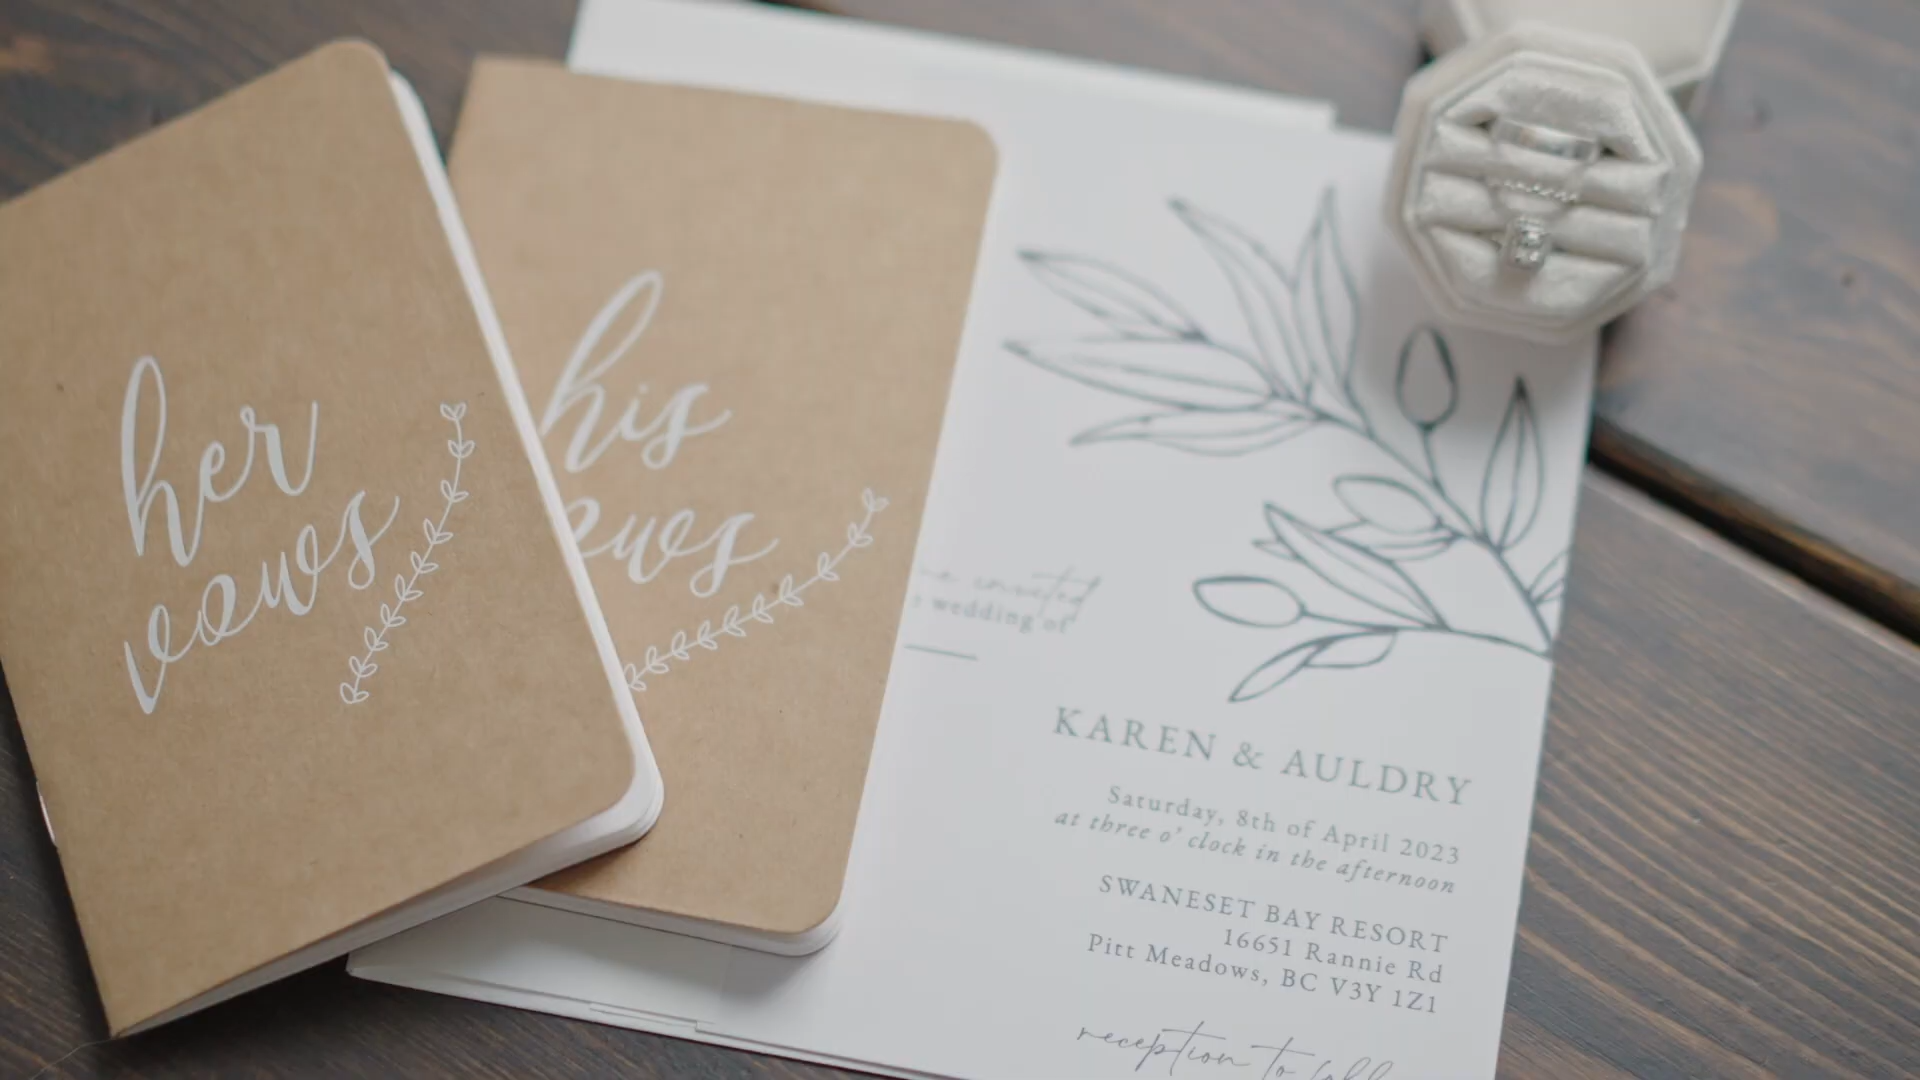 her
vows
his
invited
wedding of
KAREN & AULDRY
Saturday, 8th of April 2023
at three o' clock in the afternoon
SWANESET BAY RESORT
16651 Rannie Rd
Pitt Meadows, BC V3Y 1Z1
reception to